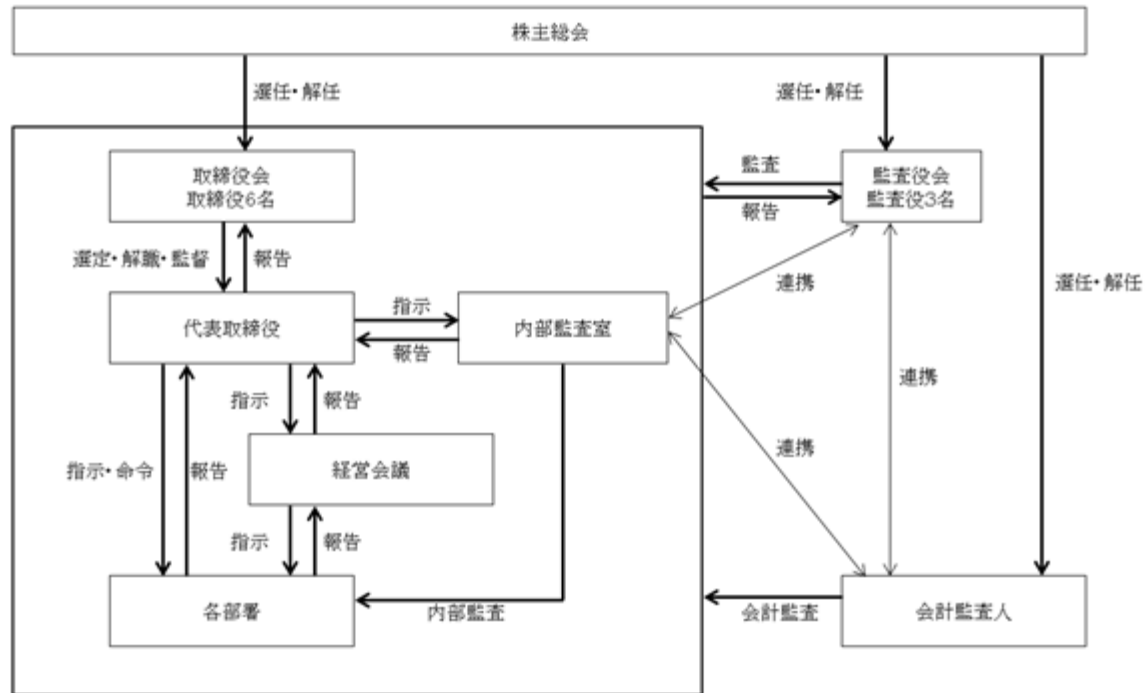 株主総会
選任・解任
選任・解任
取締役会
取締役6名
監査
報告
監査役会
監査役3名
選定・解職・監督
報告
連携
選任・解任
代表取締役
指示
報告
内部監査室
指示
報告
連携
指示・命令
報告
経営会議
連携
指示
報告
各部署
内部監査
会計監査
会計監査人